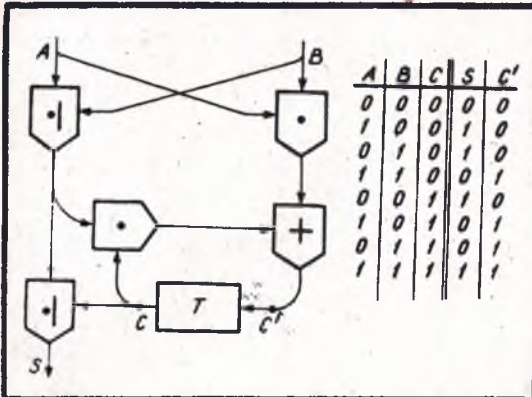 A B
·| ·
· +
C T C'
·|
S
A B C S C'
0 0 0 0 0
1 0 0 1 0
0 1 0 1 0
1 1 0 0 1
0 0 1 1 0
1 0 1 0 1
0 1 1 0 1
1 1 1 1 1